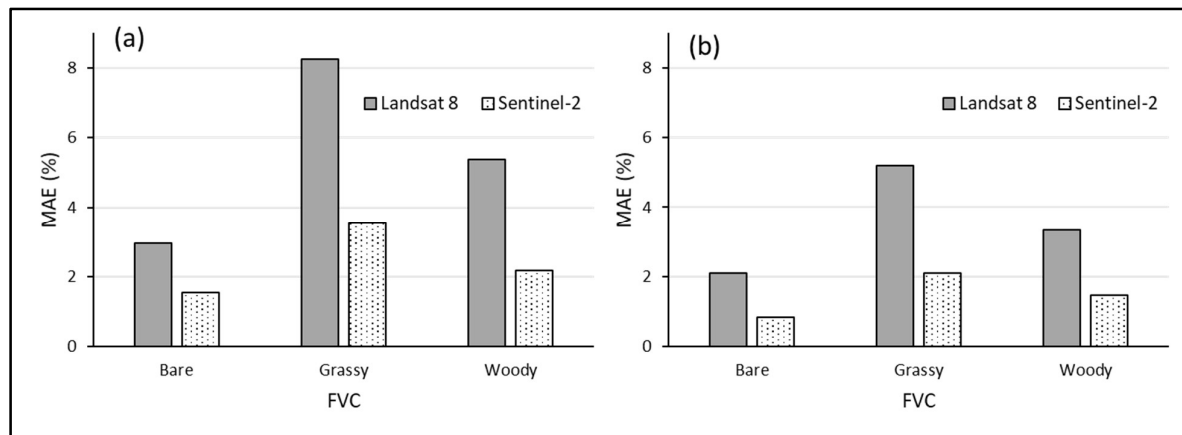 (a)
8
6
4
2
0
MAE (%)
Landsat 8 Sentinel-2
Bare Grassy Woody
FVC
(b)
8
6
4
2
0
MAE (%)
Landsat 8 Sentinel-2
Bare Grassy Woody
FVC